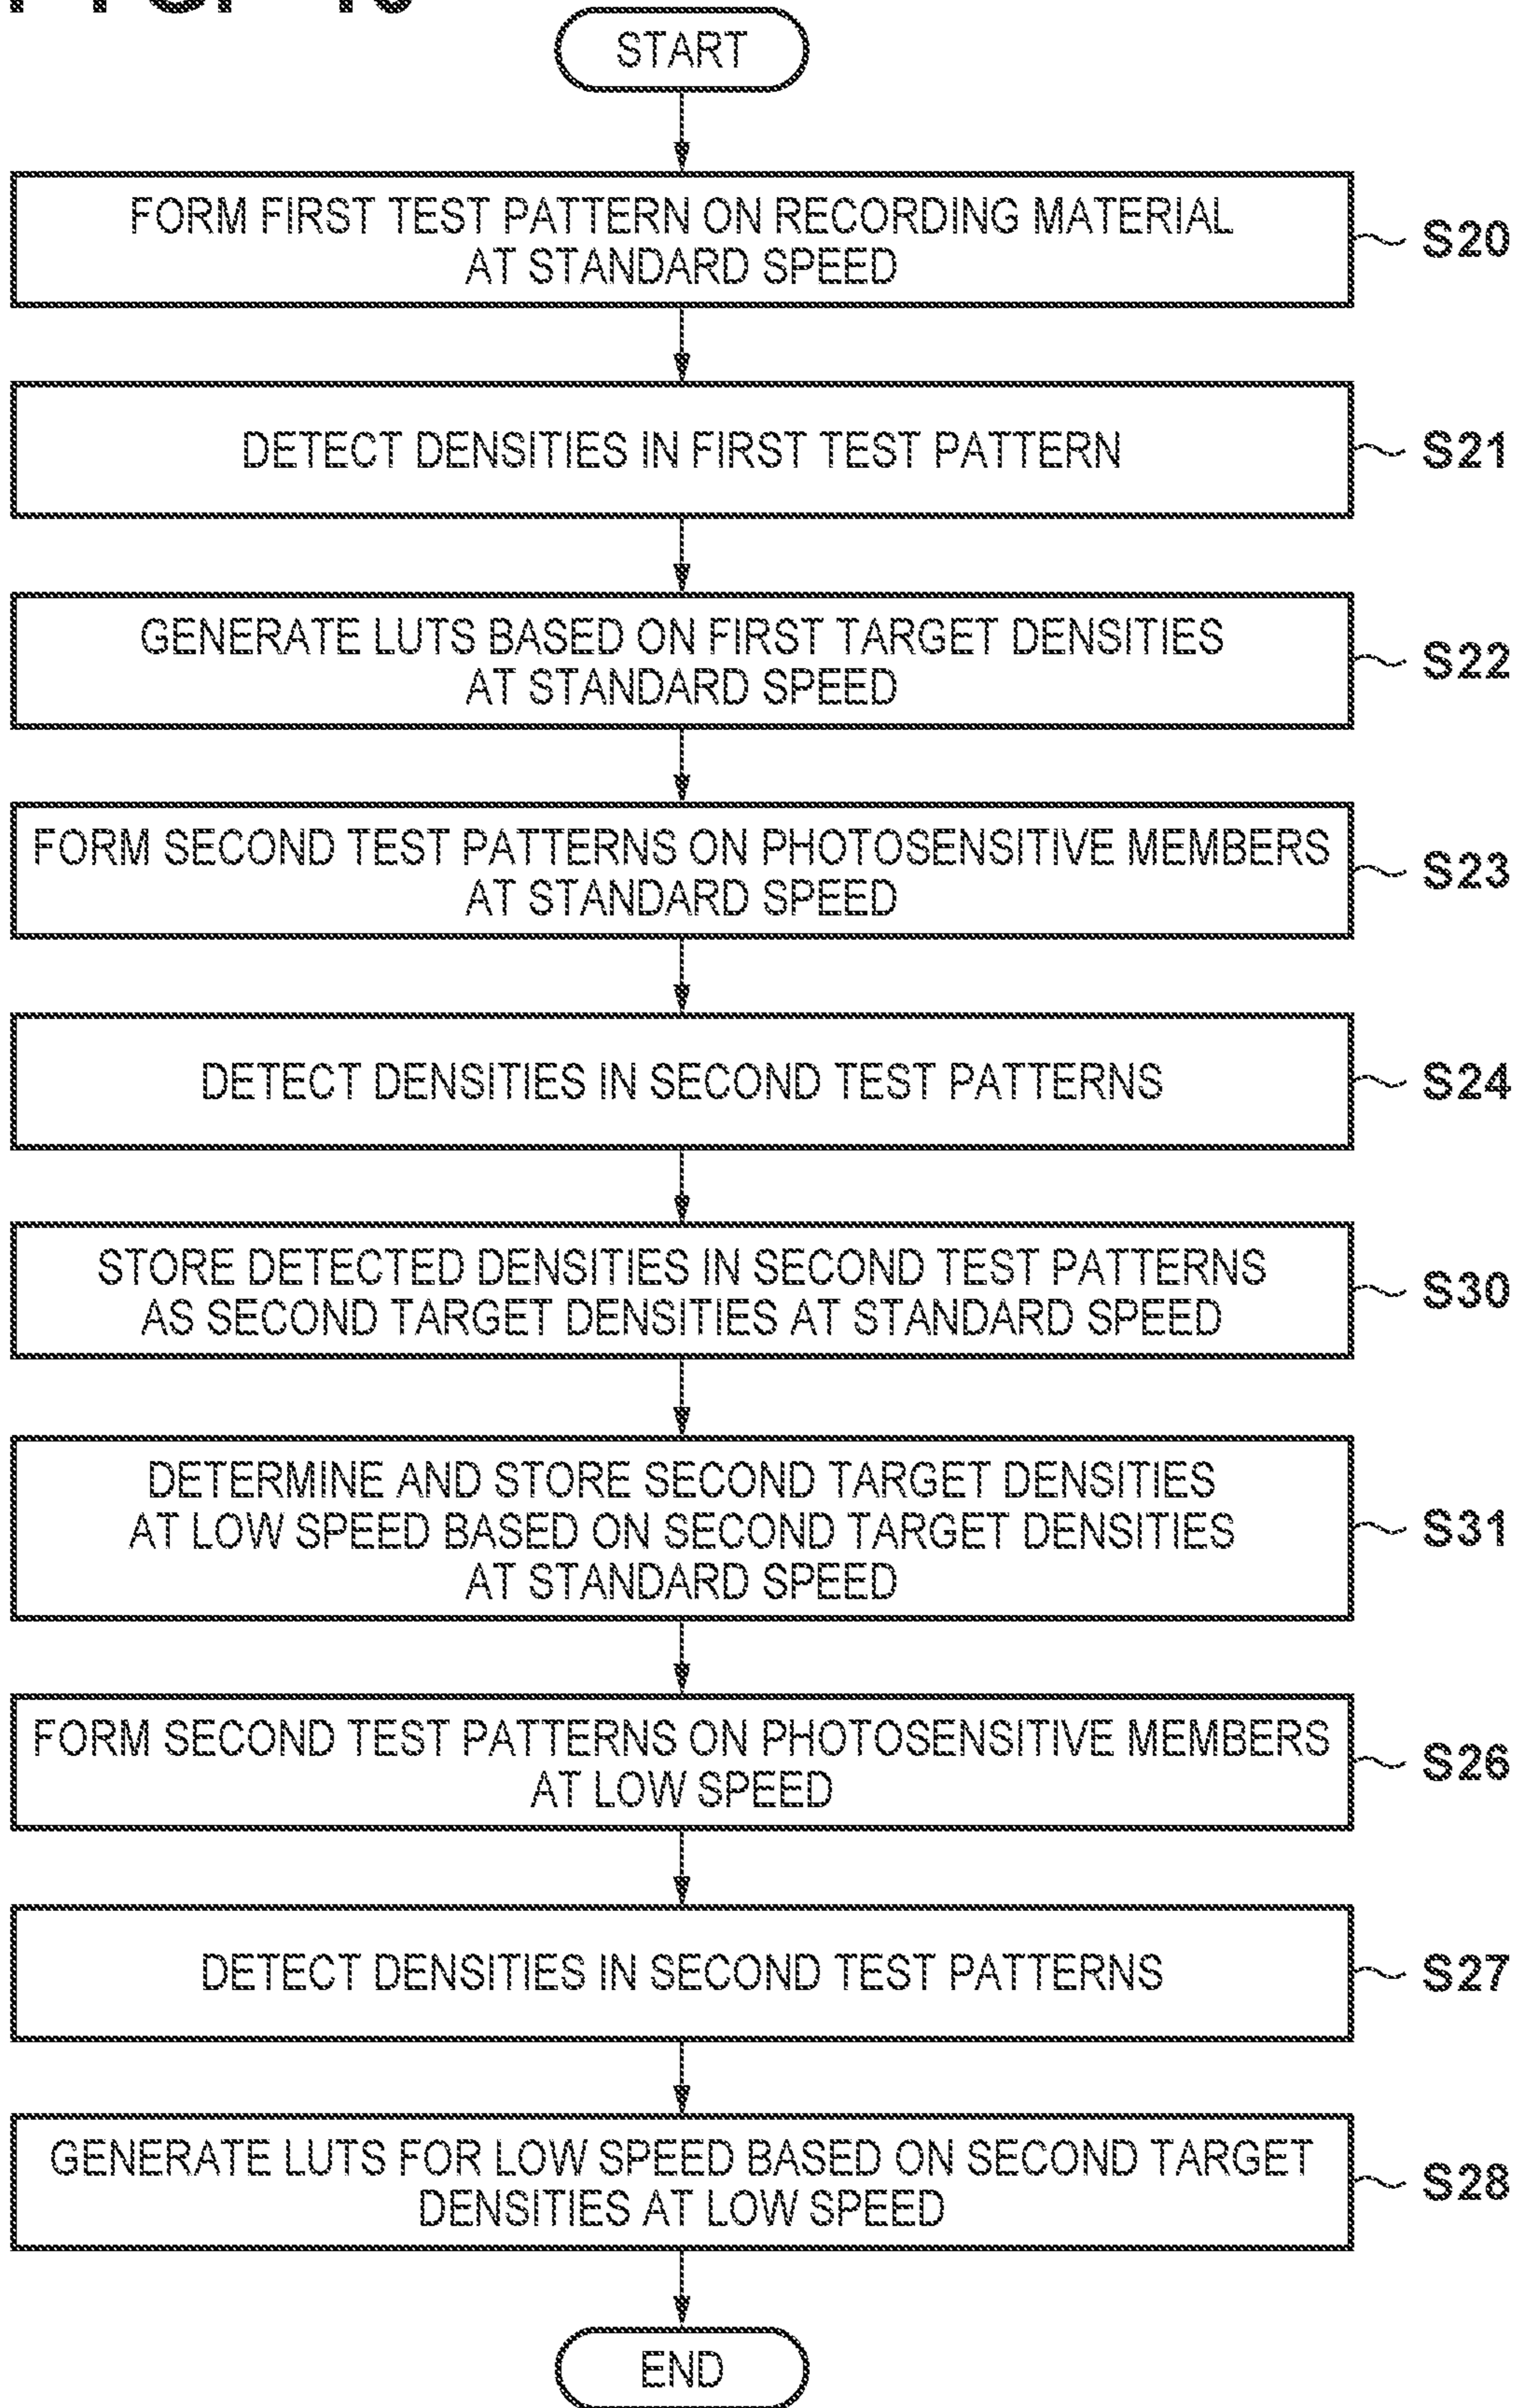 START
FORM FIRST TEST PATTERN ON RECORDING MATERIAL
AT STANDARD SPEED
S20
DETECT DENSITIES IN FIRST TEST PATTERN
S21
GENERATE LUTS BASED ON FIRST TARGET DENSITIES
AT STANDARD SPEED
S22
FORM SECOND TEST PATTERNS ON PHOTOSENSITIVE MEMBERS
AT STANDARD SPEED
S23
DETECT DENSITIES IN SECOND TEST PATTERNS
S24
STORE DETECTED DENSITIES IN SECOND TEST PATTERNS
AS SECOND TARGET DENSITIES AT STANDARD SPEED
S30
DETERMINE AND STORE SECOND TARGET DENSITIES
AT LOW SPEED BASED ON SECOND TARGET DENSITIES
AT STANDARD SPEED
S31
FORM SECOND TEST PATTERNS ON PHOTOSENSITIVE MEMBERS
AT LOW SPEED
S26
DETECT DENSITIES IN SECOND TEST PATTERNS
S27
GENERATE LUTS FOR LOW SPEED BASED ON SECOND TARGET
DENSITIES AT LOW SPEED
S28
END